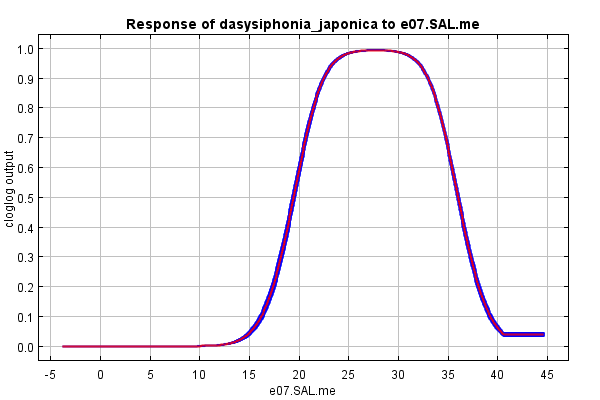 Response of dasysiphonia_japonica to e07.SAL.me
cloglog output
1.0
0.9
0.8
0.7
0.6
0.5
0.4
0.3
0.2
0.1
0.0
-5 0 5 10 15 20 25 30 35 40 45
e07.SAL.me